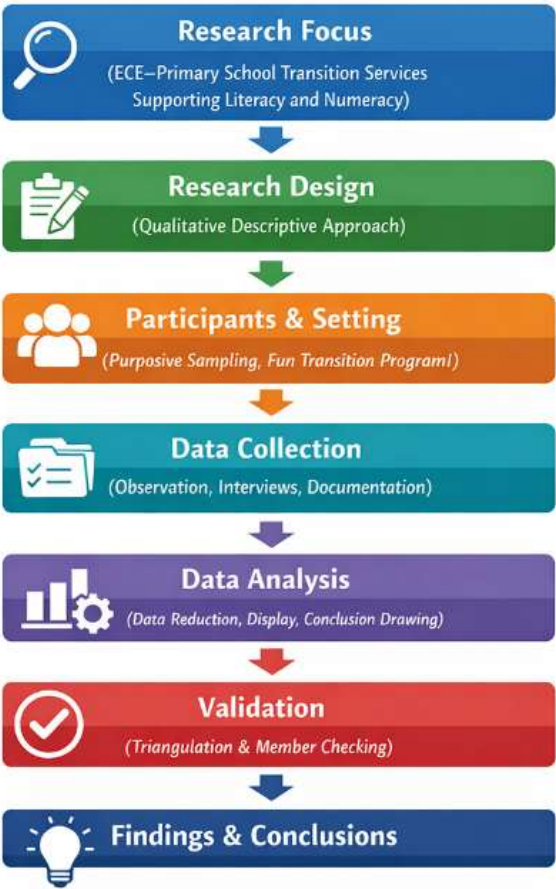 Research Focus
(ECE–Primary School Transition Services
Supporting Literacy and Numeracy)
Research Design
(Qualitative Descriptive Approach)
Participants & Setting
(Purposive Sampling, Fun Transition Program!)
Data Collection
(Observation, Interviews, Documentation)
Data Analysis
(Data Reduction, Display, Conclusion Drawing)
Validation
(Triangulation & Member Checking)
Findings & Conclusions